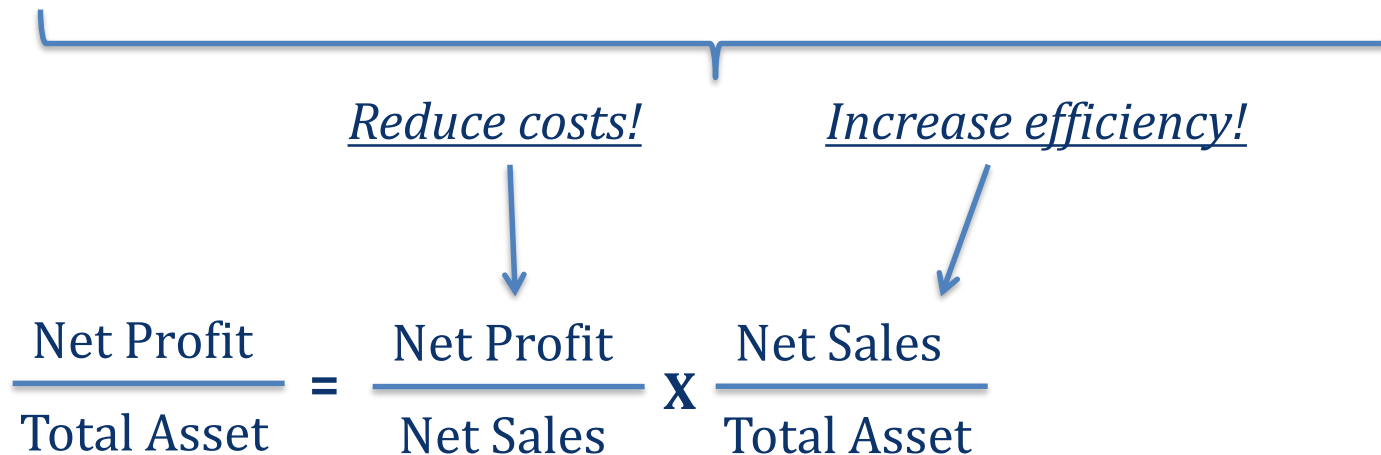 Reduce costs! Increase efficiency!
Net Profit Net Profit Net Sales
= x
Total Asset Net Sales Total Asset